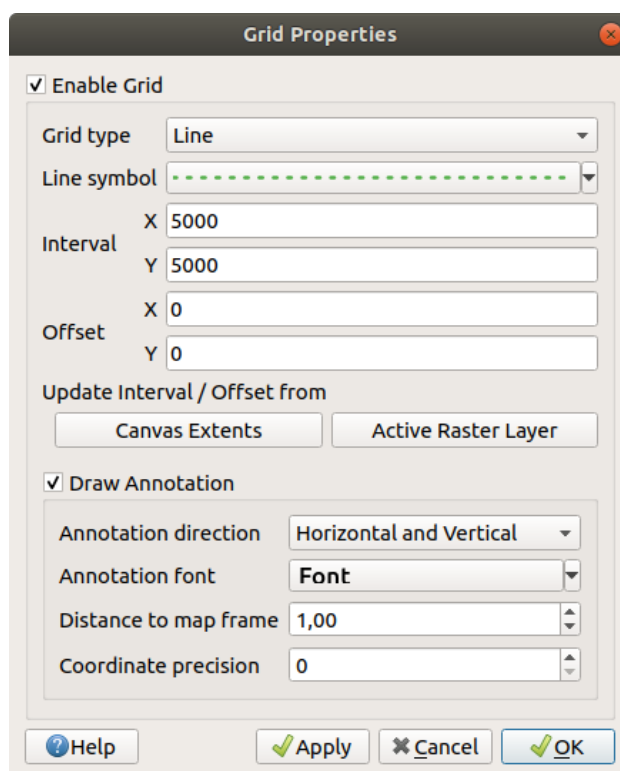 Grid Properties
Enable Grid
Grid type Line
Line symbol
Interval
X 5000
Y 5000
Offset
X 0
Y 0
Update Interval / Offset from
Canvas Extents Active Raster Layer
Draw Annotation
Annotation direction Horizontal and Vertical
Annotation font Font
Distance to map frame 1,00
Coordinate precision 0
?Help Apply Cancel OK